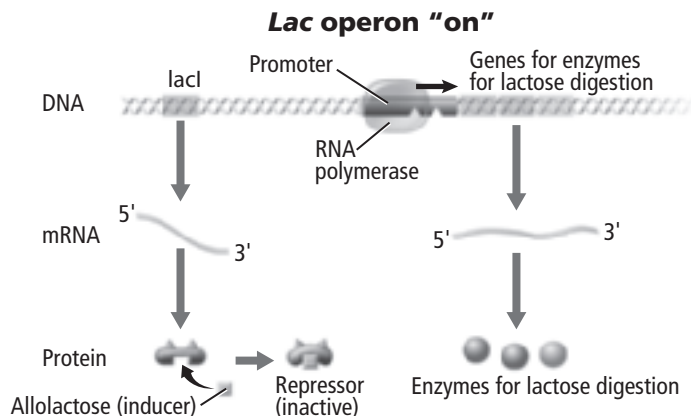 Lac operon “on”
Promoter
Genes for enzymes
for lactose digestion
lacI
DNA
RNA
polymerase
5'
mRNA
3'
5'
3'
Protein
Allolactose (inducer)
Repressor
(inactive)
Enzymes for lactose digestion